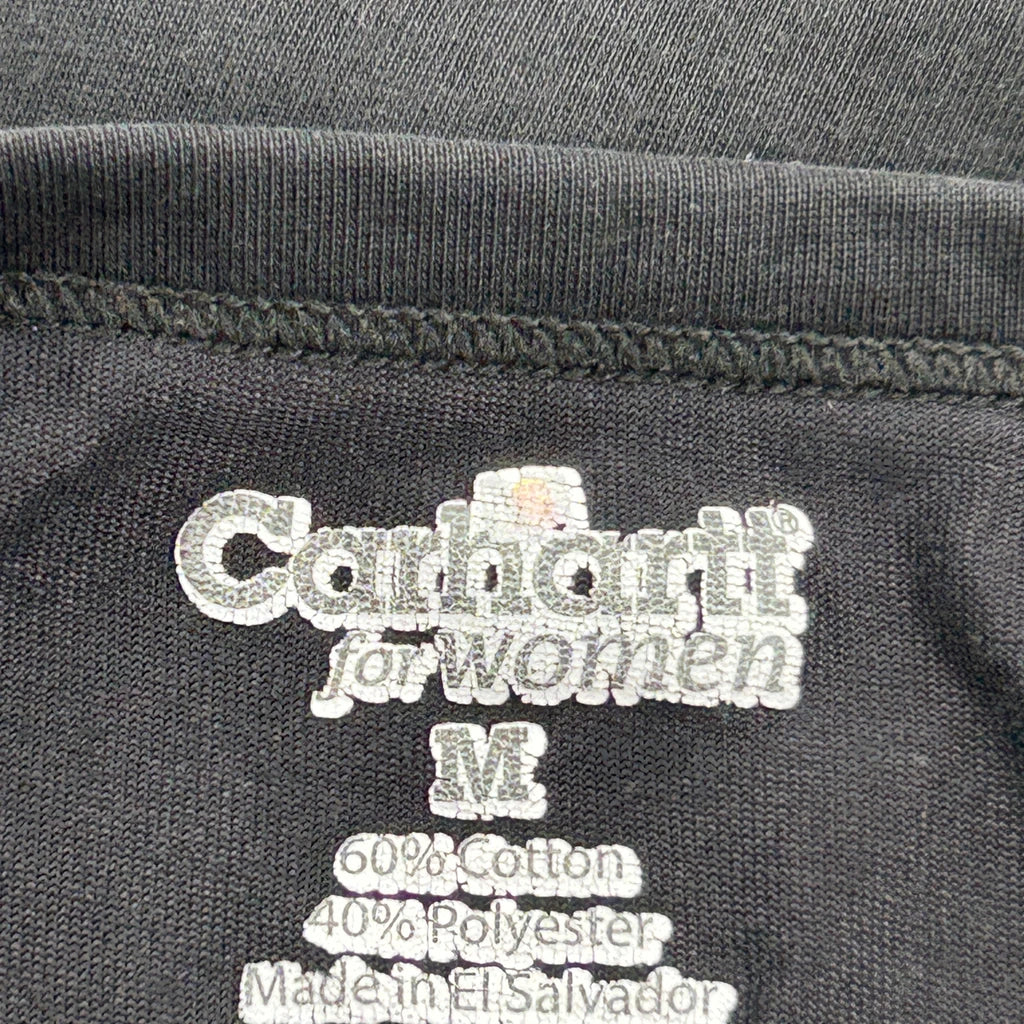 Carhartt®
for women
M
60% Cotton
40% Polyester
Made in El Salvador